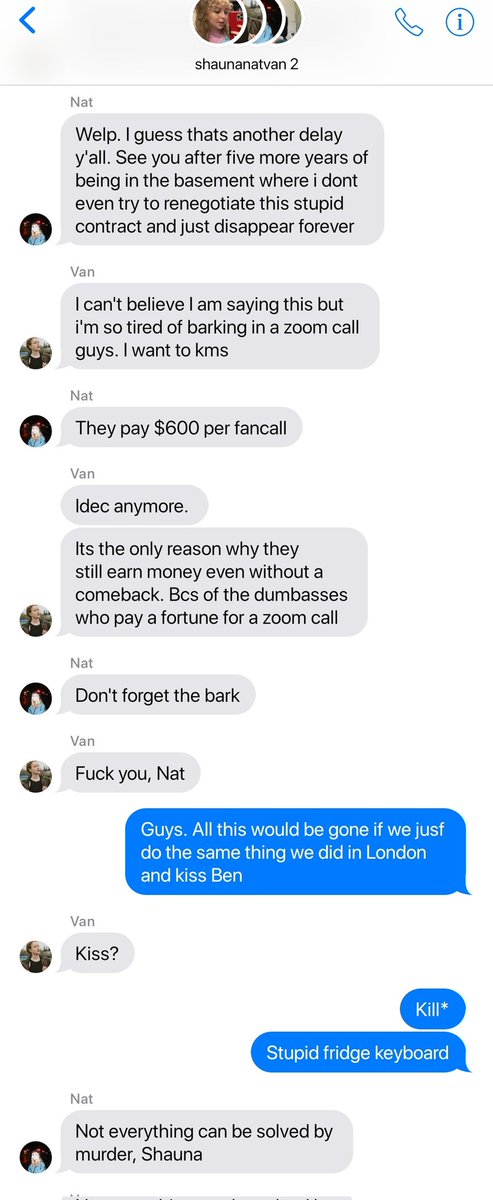 shaunanatvan 2
Nat
Welp. I guess thats another delay
y'all. See you after five more years of
being in the basement where i dont
even try to renegotiate this stupid
contract and just disappear forever
Van
I can't believe I am saying this but
i'm so tired of barking in a zoom call
guys. I want to kms
Nat
They pay $600 per fancall
Van
Idec anymore.
Its the only reason why they
still earn money even without a
comeback. Bcs of the dumbasses
who pay a fortune for a zoom call
Nat
Don't forget the bark
Van
Fuck you, Nat
Guys. All this would be gone if we jusf
do the same thing we did in London
and kiss Ben
Van
Kiss?
Kill*
Stupid fridge keyboard
Nat
Not everything can be solved by
murder, Shauna